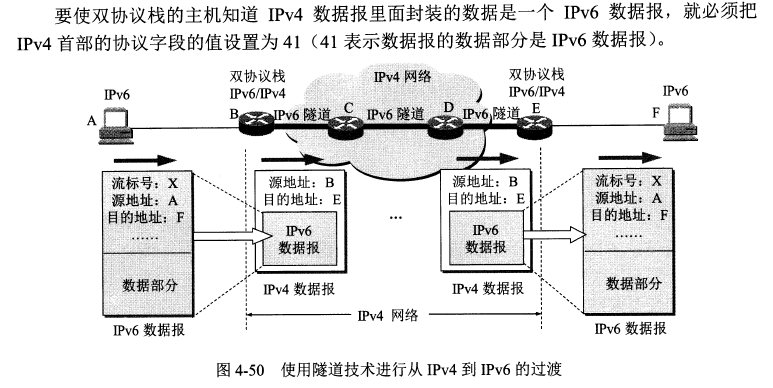 要使双协议栈的主机知道 IPv4 数据报里面封装的数据是一个 IPv6 数据报，就必须把
IPv4 首部的协议字段的值设置为 41（41 表示数据报的数据部分是 IPv6 数据报）。
IPv4 网络
双协议栈
IPv6/IPv4
双协议栈
IPv6/IPv4
IPv6
IPv6
A
B
IPv6 隧道
C
IPv6 隧道
D
IPv6 隧道
E
F
流标号：X
源地址：A
目的地址：F
……
数据部分
IPv6 数据报
源地址：B
目的地址：E
IPv6
数据报
IPv4 数据报
…
源地址：B
目的地址：E
IPv6
数据报
IPv4 数据报
流标号：X
源地址：A
目的地址：F
……
数据部分
IPv6 数据报
IPv4 网络
图 4-50 使用隧道技术进行从 IPv4 到 IPv6 的过渡